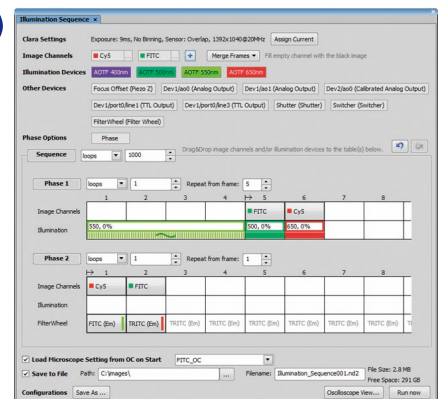 Illumination Sequence ×
Clara Settings Exposure: 9ms, No Binning, Sensor: Overlap, 1392x1040@20MHz Assign Current
Image Channels Cy5 FITC + Merge Frames Fill empty channel with the black image
Illumination Devices AOTF 400nm AOTF 500nm AOTF 550nm AOTF 650nm
Other Devices Focus Offset (Piezo Z) Dev1/ao0 (Analog Output) Dev1/ao1 (Analog Output) Dev2/ao0 (Calibrated Analog Output)
Dev1/port0/line1 (TTL Output) Dev1/port0/line3 (TTL Output) Shutter (Shutter) Switcher (Switcher)
FilterWheel (Filter Wheel)
Phase Options Phase
Sequence loops 1000 Drag&Drop image channels and/or illumination devices to the table(s) below.
Phase 1 loops 1 Repeat from frame: 5
1 2 3 4 5 6 7 8
Image Channels FITC Cy5
Illumination 550, 0% 500, 0% 650, 0%
Phase 2 loops 1 Repeat from frame: 1
1 2 3 4 5 6 7 8
Image Channels Cy5 FITC
Illumination
FilterWheel FITC (Em) TRITC (Em) TRITC (Em) TRITC (Em) TRITC (Em) TRITC (Em) TRITC (Em) TRITC (Em)
Load Microscope Setting from OC on Start FITC_OC
Save to File Path: C:\Images\ ... Filename: Illumination_Sequence001.nd2 File Size: 2.8 MB
Free Space: 291 GB
Configurations Save As ... Oscilloscope View... Run now